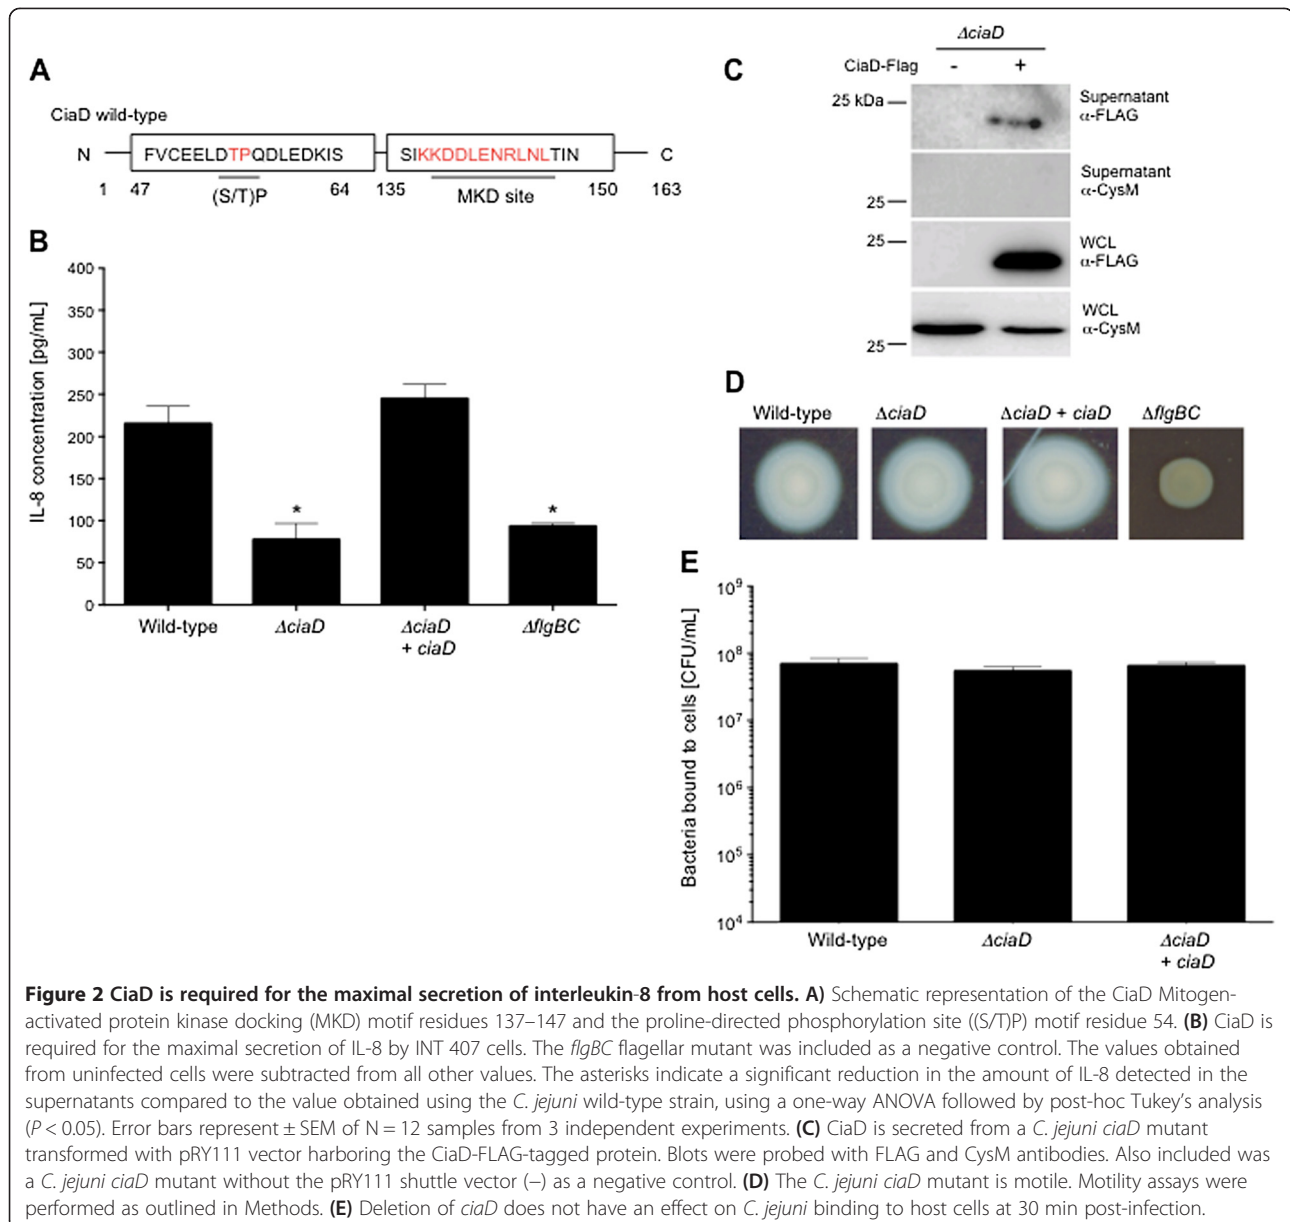 A
CiaD wild-type
N FVCEELDTPQDLEDKIS SIKKDDLENRLNLTIN C
1 47 (S/T)P 64 135 MKD site 150 163
B
IL-8 concentration [pg/mL]
400
350
300
250
200
150
100
50
0
* *
Wild-type ΔciaD ΔciaD + ciaD ΔflgBC
C
ΔciaD
CiaD-Flag - +
25 kDa
Supernatant
α-FLAG
Supernatant
α-CysM
25
25
WCL
α-FLAG
WCL
α-CysM
25
D
Wild-type ΔciaD ΔciaD + ciaD ΔflgBC
E
Bacteria bound to cells [CFU/mL]
10⁹
10⁸
10⁷
10⁶
10⁵
10⁴
Wild-type ΔciaD ΔciaD + ciaD
Figure 2 CiaD is required for the maximal secretion of interleukin-8 from host cells. A) Schematic representation of the CiaD Mitogen-
activated protein kinase docking (MKD) motif residues 137–147 and the proline-directed phosphorylation site ((S/T)P) motif residue 54. (B) CiaD is
required for the maximal secretion of IL-8 by INT 407 cells. The flgBC flagellar mutant was included as a negative control. The values obtained
from uninfected cells were subtracted from all other values. The asterisks indicate a significant reduction in the amount of IL-8 detected in the
supernatants compared to the value obtained using the C. jejuni wild-type strain, using a one-way ANOVA followed by post-hoc Tukey's analysis
(P < 0.05). Error bars represent ± SEM of N = 12 samples from 3 independent experiments. (C) CiaD is secreted from a C. jejuni ciaD mutant
transformed with pRY111 vector harboring the CiaD-FLAG-tagged protein. Blots were probed with FLAG and CysM antibodies. Also included was
a C. jejuni ciaD mutant without the pRY111 shuttle vector (−) as a negative control. (D) The C. jejuni ciaD mutant is motile. Motility assays were
performed as outlined in Methods. (E) Deletion of ciaD does not have an effect on C. jejuni binding to host cells at 30 min post-infection.